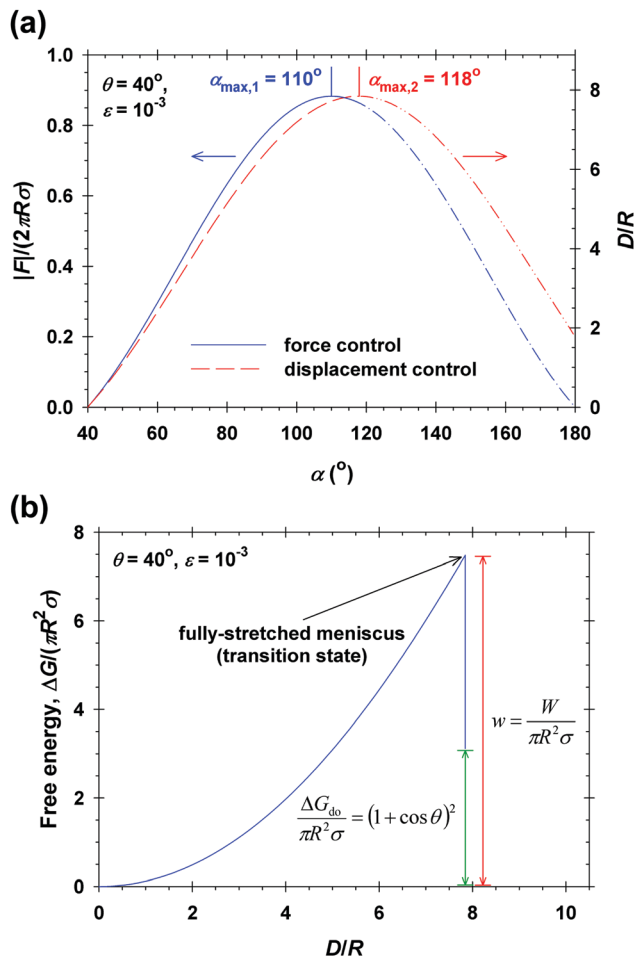 (a)
θ = 40°,
ε = 10⁻³
α_max,1 = 110°
α_max,2 = 118°
1.0
0.8
0.6
0.4
0.2
0.0
|F|/(2πRσ)
8
6
4
2
0
D/R
force control
displacement control
40 60 80 100 120 140 160 180
α (°)
(b)
8
6
4
2
0
Free energy, ΔG/(πR²σ)
θ = 40°, ε = 10⁻³
fully-stretched meniscus
(transition state)
w = W/(πR²σ)
ΔG_do/(πR²σ) = (1 + cos θ)²
0 2 4 6 8 10
D/R